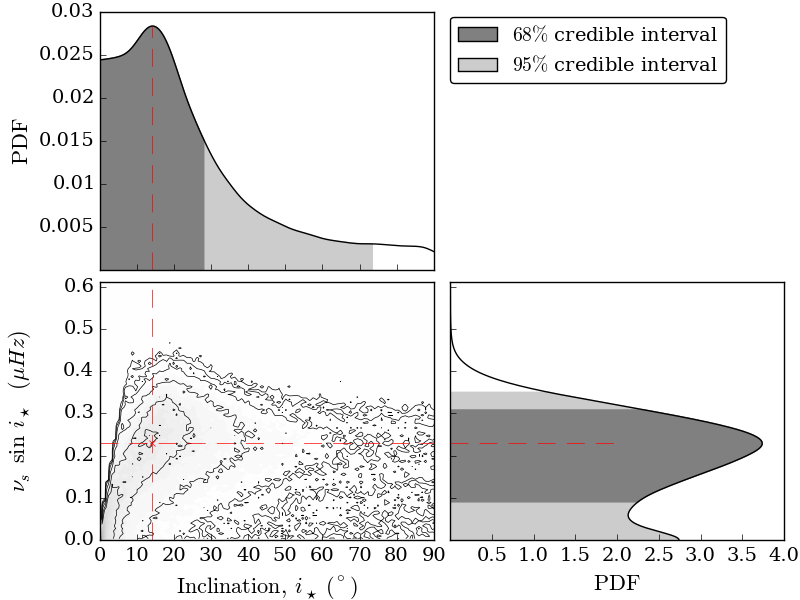 0.03
0.025
0.02
0.015
0.01
0.005
PDF
68% credible interval
95% credible interval
0.6
0.5
0.4
0.3
0.2
0.1
0.0
ν_s sin i_⋆ (μHz)
0 10 20 30 40 50 60 70 80 90
Inclination, i_⋆ (°)
0.5 1.0 1.5 2.0 2.5 3.0 3.5 4.0
PDF